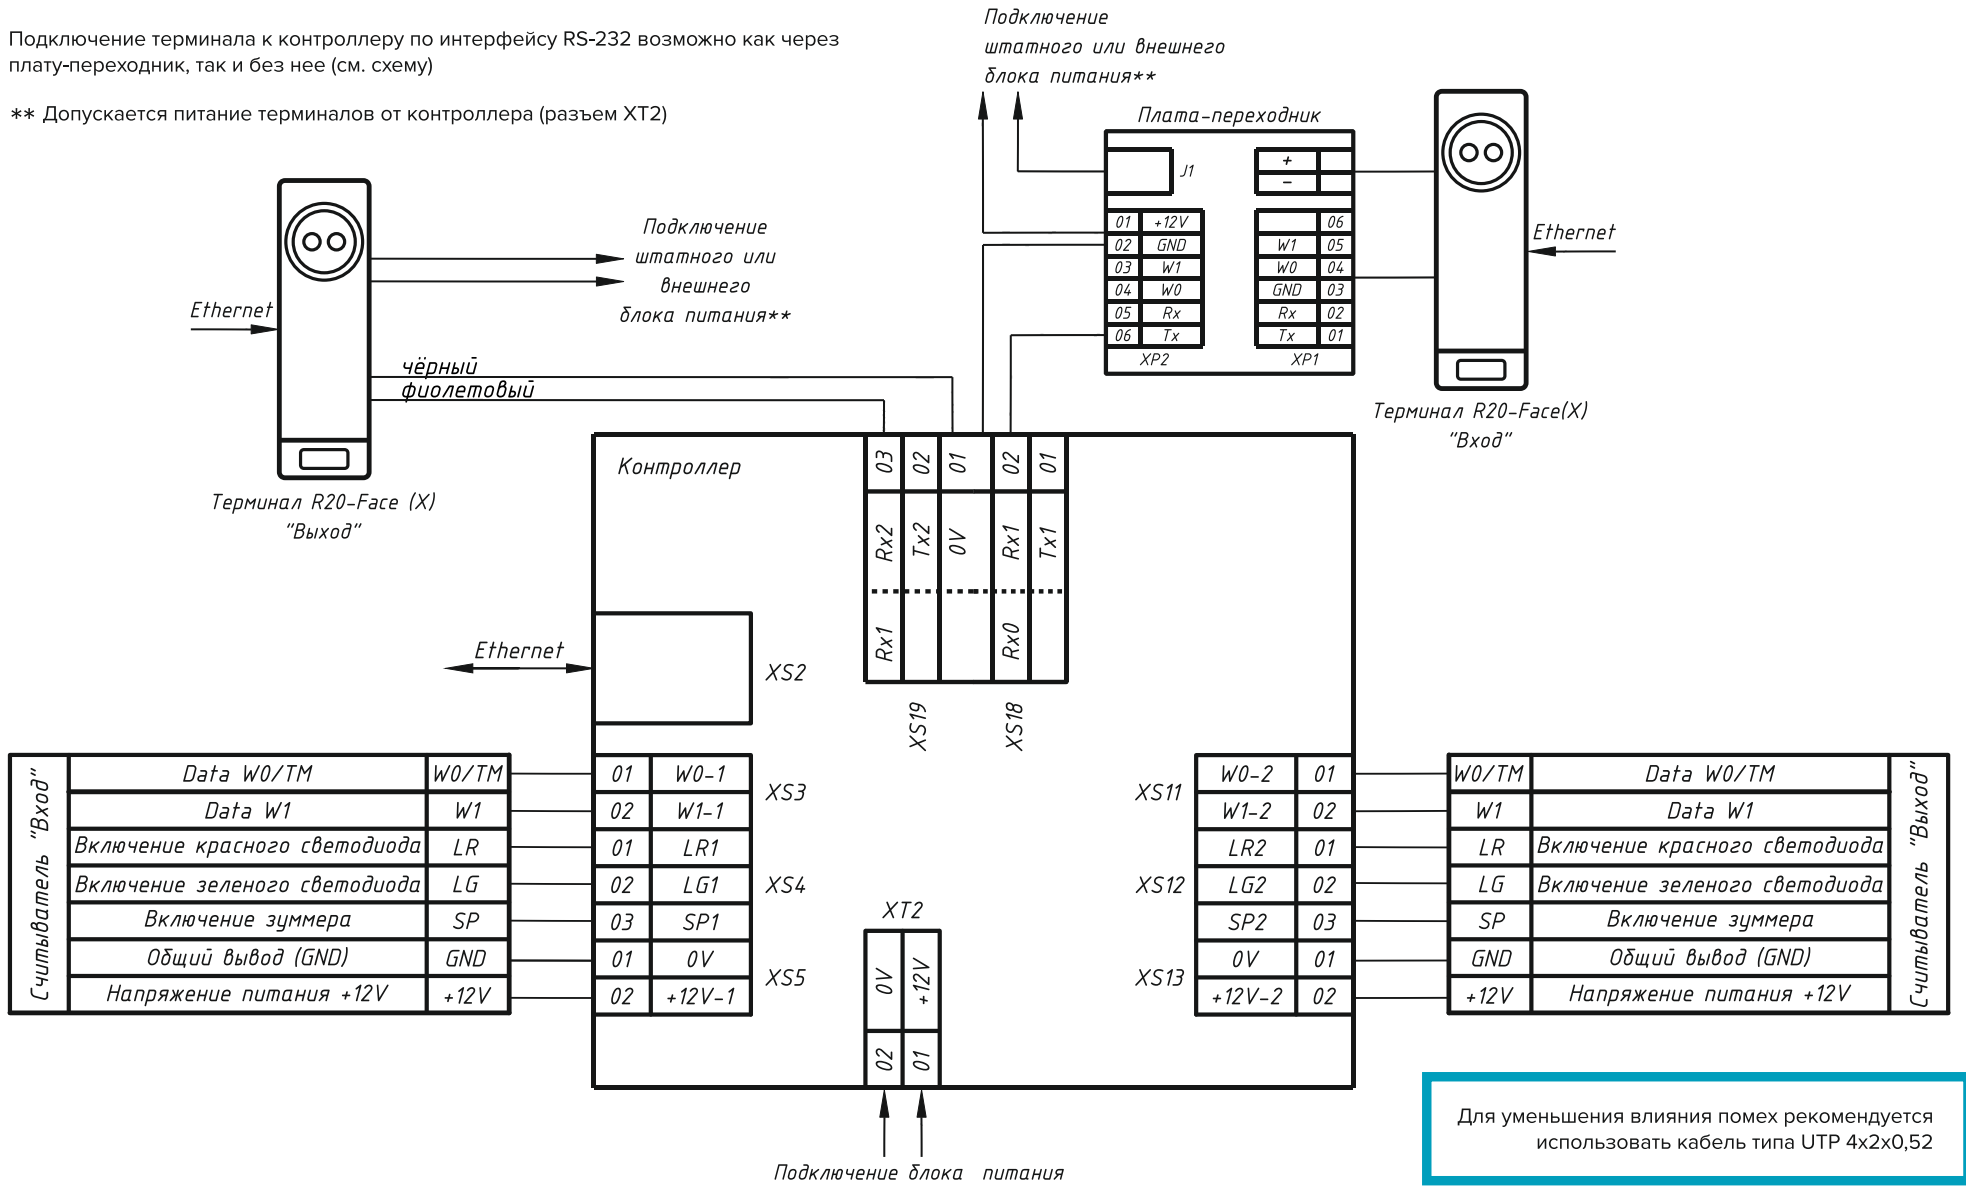 Подключение терминала к контроллеру по интерфейсу RS-232 возможно как через
плату-переходник, так и без нее (см. схему)
** Допускается питание терминалов от контроллера (разъем XT2)
Подключение
штатного или внешнего
блока питания**
Плата-переходник
J1
+
-
01 +12V
02 GND
03 W1
04 W0
05 Rx
06 Tx
XP2
06
W1 05
W0 04
GND 03
Rx 02
Tx 01
XP1
Ethernet
Терминал R20-Face(X)
"Вход"
Подключение
штатного или
внешнего
блока питания**
Ethernet
чёрный
фиолетовый
Терминал R20-Face (X)
"Выход"
Контроллер
03 02 01 02 01
Rx2 Tx2 0V Rx1 Tx1
Rx1 Rx0
XS19 XS18
Ethernet
XS2
Считыватель "Вход"
Data W0/TM W0/TM 01 W0-1
Data W1 W1 02 W1-1
Включение красного светодиода LR 01 LR1
Включение зеленого светодиода LG 02 LG1
Включение зуммера SP 03 SP1
Общий вывод (GND) GND 01 0V
Напряжение питания +12V +12V 02 +12V-1
XS3
XS4
XS5
XT2
0V +12V
02 01
Подключение блока питания
XS11
XS12
XS13
W0-2 01 W0/TM Data W0/TM
W1-2 02 W1 Data W1
LR2 01 LR Включение красного светодиода
LG2 02 LG Включение зеленого светодиода
SP2 03 SP Включение зуммера
0V 01 GND Общий вывод (GND)
+12V-2 02 +12V Напряжение питания +12V
Считыватель "Выход"
Для уменьшения влияния помех рекомендуется
использовать кабель типа UTP 4x2x0,52